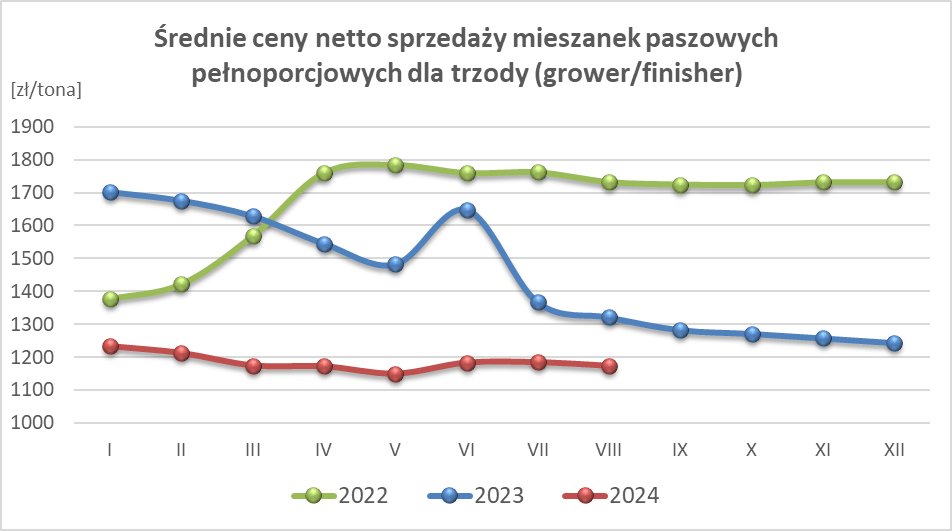 Średnie ceny netto sprzedaży mieszanek paszowych
pełnoporcjowych dla trzody (grower/finisher)
[zł/tona]
1900
1800
1700
1600
1500
1400
1300
1200
1100
1000
I II III IV V VI VII VIII IX X XI XII
2022 2023 2024